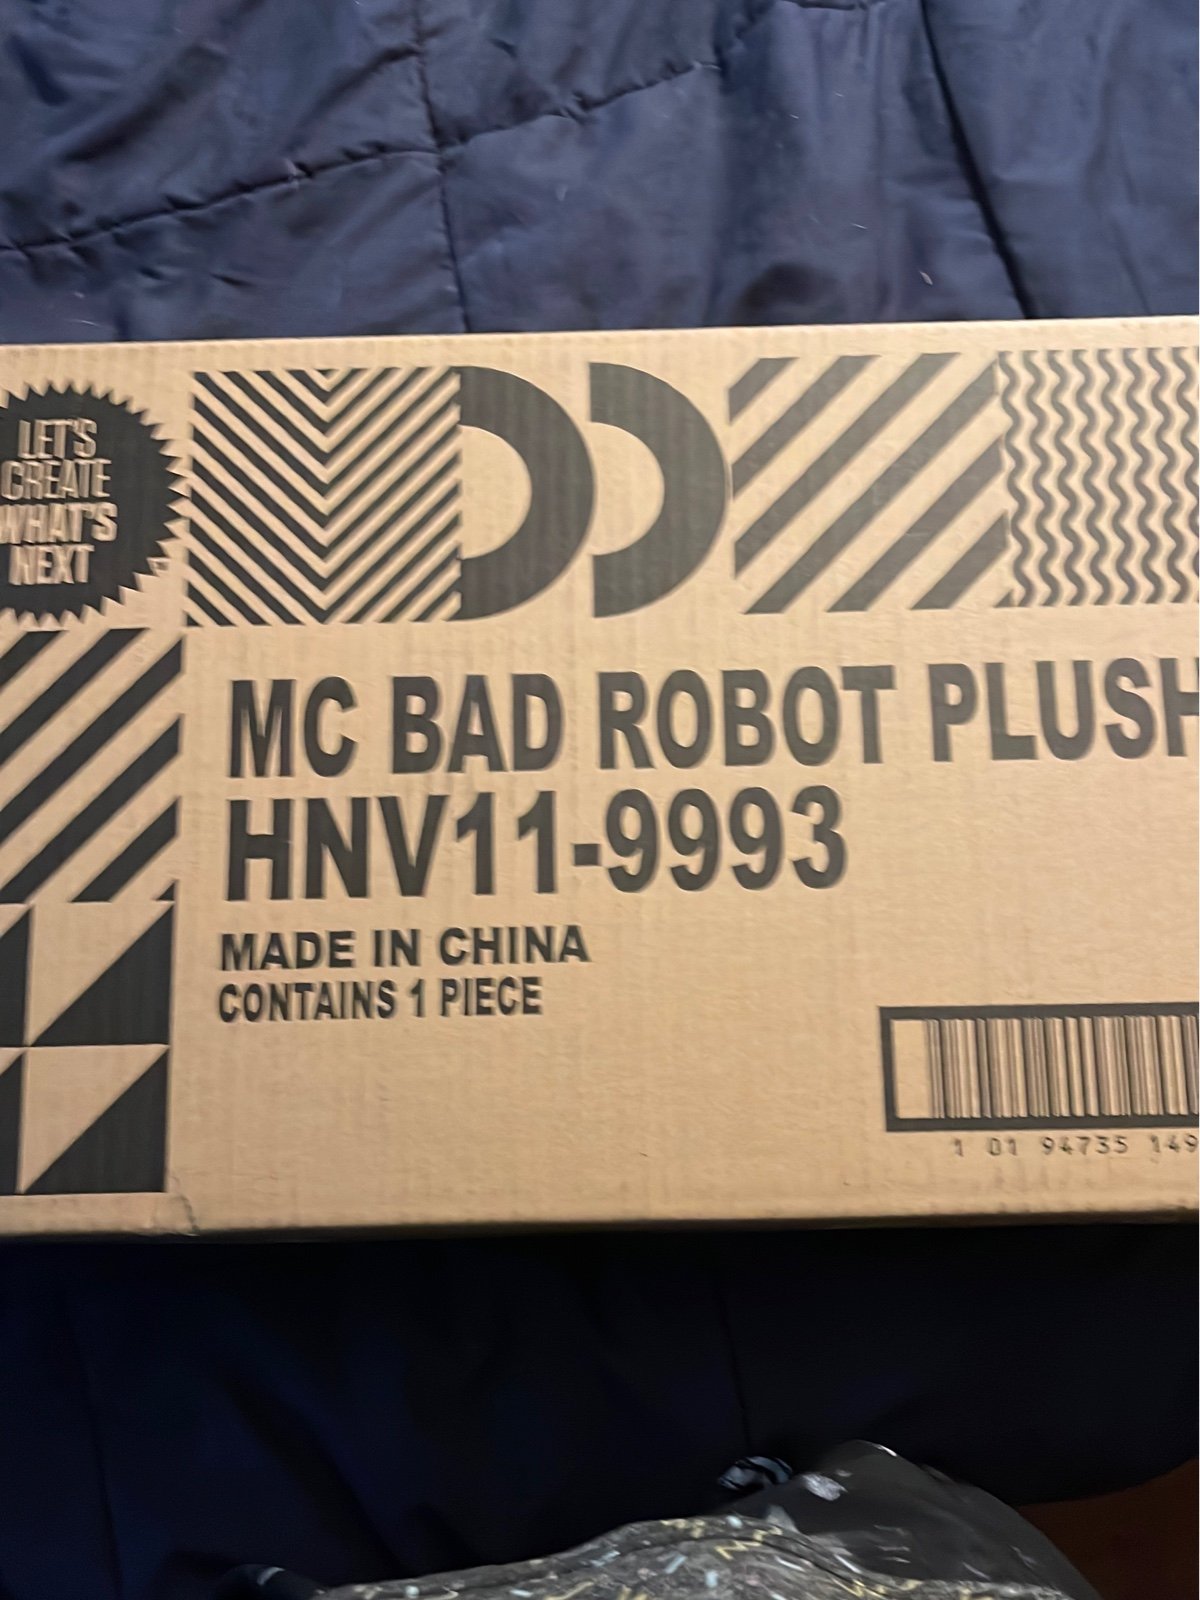 LET'S
CREATE
WHAT'S
NEXT
MC BAD ROBOT PLUSH
HNV11-9993
MADE IN CHINA
CONTAINS 1 PIECE
1 01 94735 149